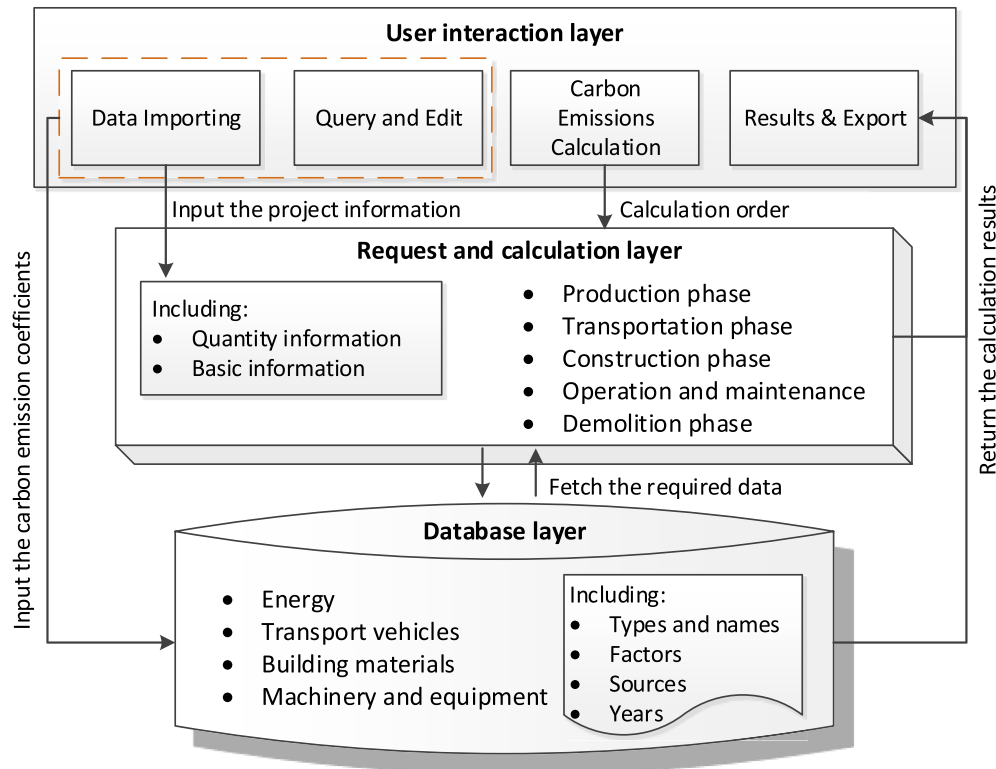 User interaction layer
Data Importing
Query and Edit
Carbon
Emissions
Calculation
Results & Export
Input the project information
Calculation order
Request and calculation layer
Including:
• Quantity information
• Basic information
• Production phase
• Transportation phase
• Construction phase
• Operation and maintenance
• Demolition phase
Input the carbon emission coefficients
Return the calculation results
Fetch the required data
Database layer
• Energy
• Transport vehicles
• Building materials
• Machinery and equipment
Including:
• Types and names
• Factors
• Sources
• Years